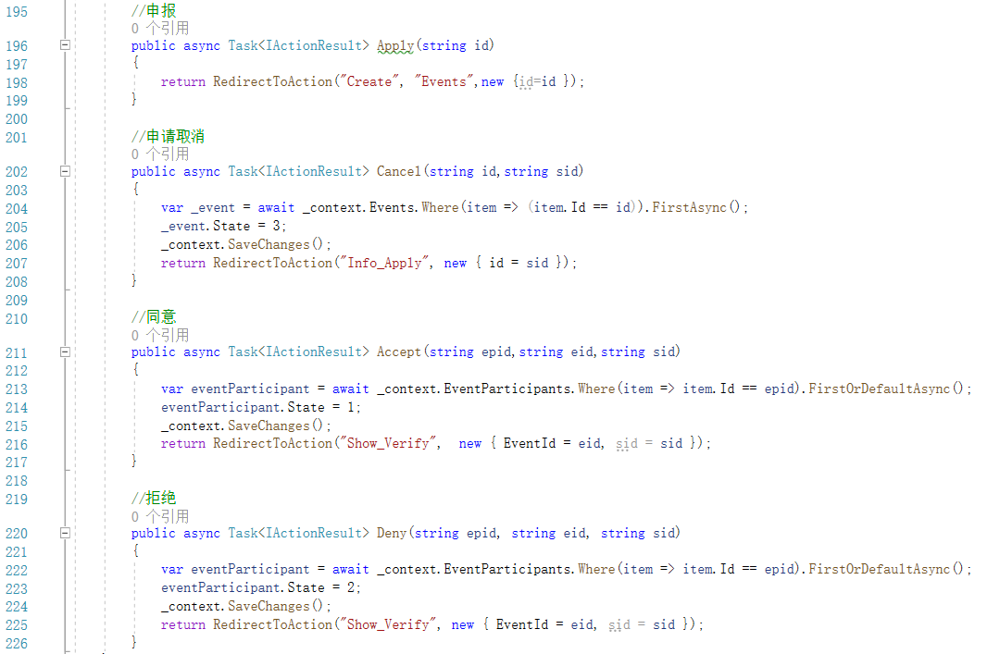 195 //申报
0 个引用
196 public async Task<IActionResult> Apply(string id)
197 {
198 return RedirectToAction("Create", "Events",new {id=id });
199 }
200
201 //申请取消
0 个引用
202 public async Task<IActionResult> Cancel(string id,string sid)
203 {
204 var _event = await _context.Events.Where(item => (item.Id == id)).FirstAsync();
205 _event.State = 3;
206 _context.SaveChanges();
207 return RedirectToAction("Info_Apply", new { id = sid });
208 }
209
210 //同意
0 个引用
211 public async Task<IActionResult> Accept(string epid,string eid,string sid)
212 {
213 var eventParticipant = await _context.EventParticipants.Where(item => item.Id == epid).FirstOrDefaultAsync();
214 eventParticipant.State = 1;
215 _context.SaveChanges();
216 return RedirectToAction("Show_Verify",  new { EventId = eid, sid = sid });
217 }
218
219 //拒绝
0 个引用
220 public async Task<IActionResult> Deny(string epid, string eid, string sid)
221 {
222 var eventParticipant = await _context.EventParticipants.Where(item => item.Id == epid).FirstOrDefaultAsync();
223 eventParticipant.State = 2;
224 _context.SaveChanges();
225 return RedirectToAction("Show_Verify", new { EventId = eid, sid = sid });
226 }